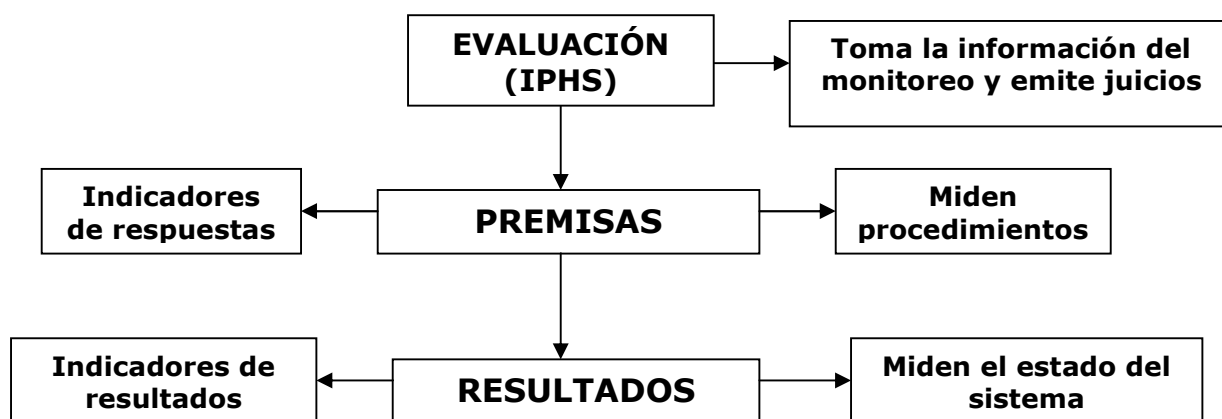 EVALUACIÓN
(IPHS)
Toma la información del
monitoreo y emite juicios
Indicadores
de respuestas
PREMISAS
Miden
procedimientos
Indicadores de
resultados
RESULTADOS
Miden el estado del
sistema